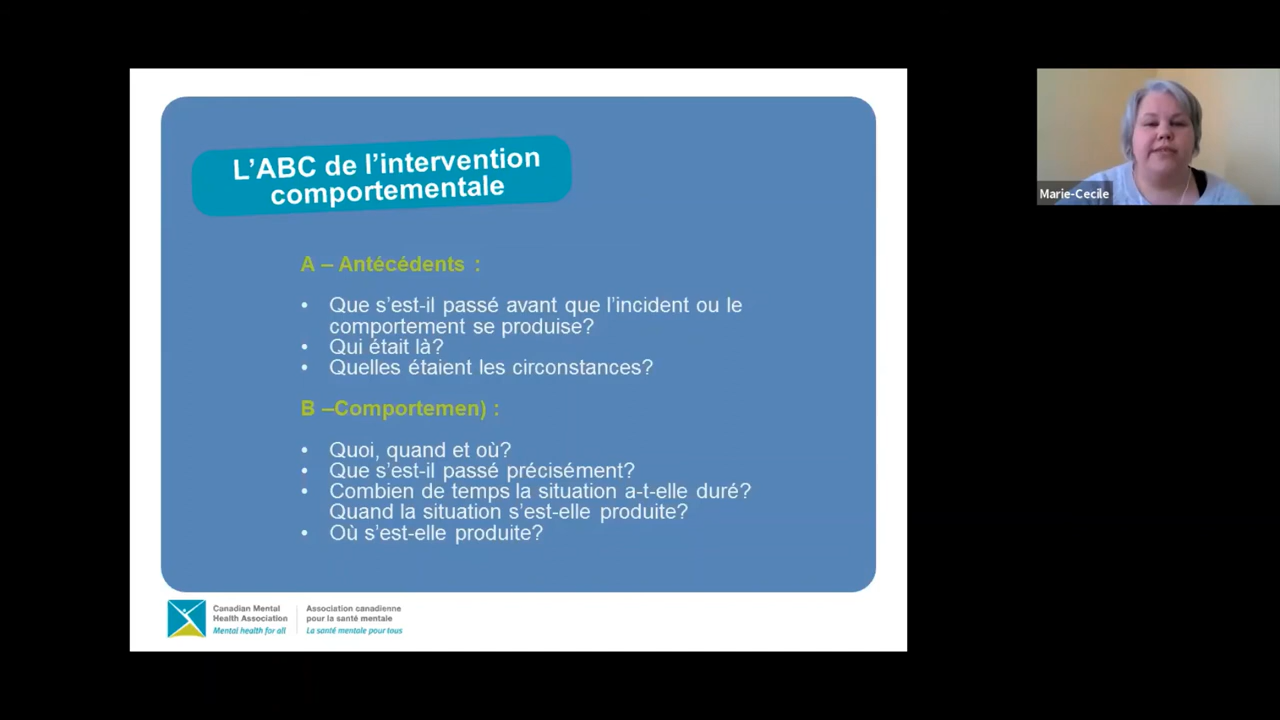 L’ABC de l’intervention
comportementale
A – Antécédents :
• Que s’est-il passé avant que l’incident ou le
comportement se produise?
• Qui était là?
• Quelles étaient les circonstances?
B –Comportemen) :
• Quoi, quand et où?
• Que s’est-il passé précisément?
• Combien de temps la situation a-t-elle duré?
Quand la situation s’est-elle produite?
• Où s’est-elle produite?
Canadian Mental
Health Association
Mental health for all
Association canadienne
pour la santé mentale
La santé mentale pour tous
Marie-Cecile